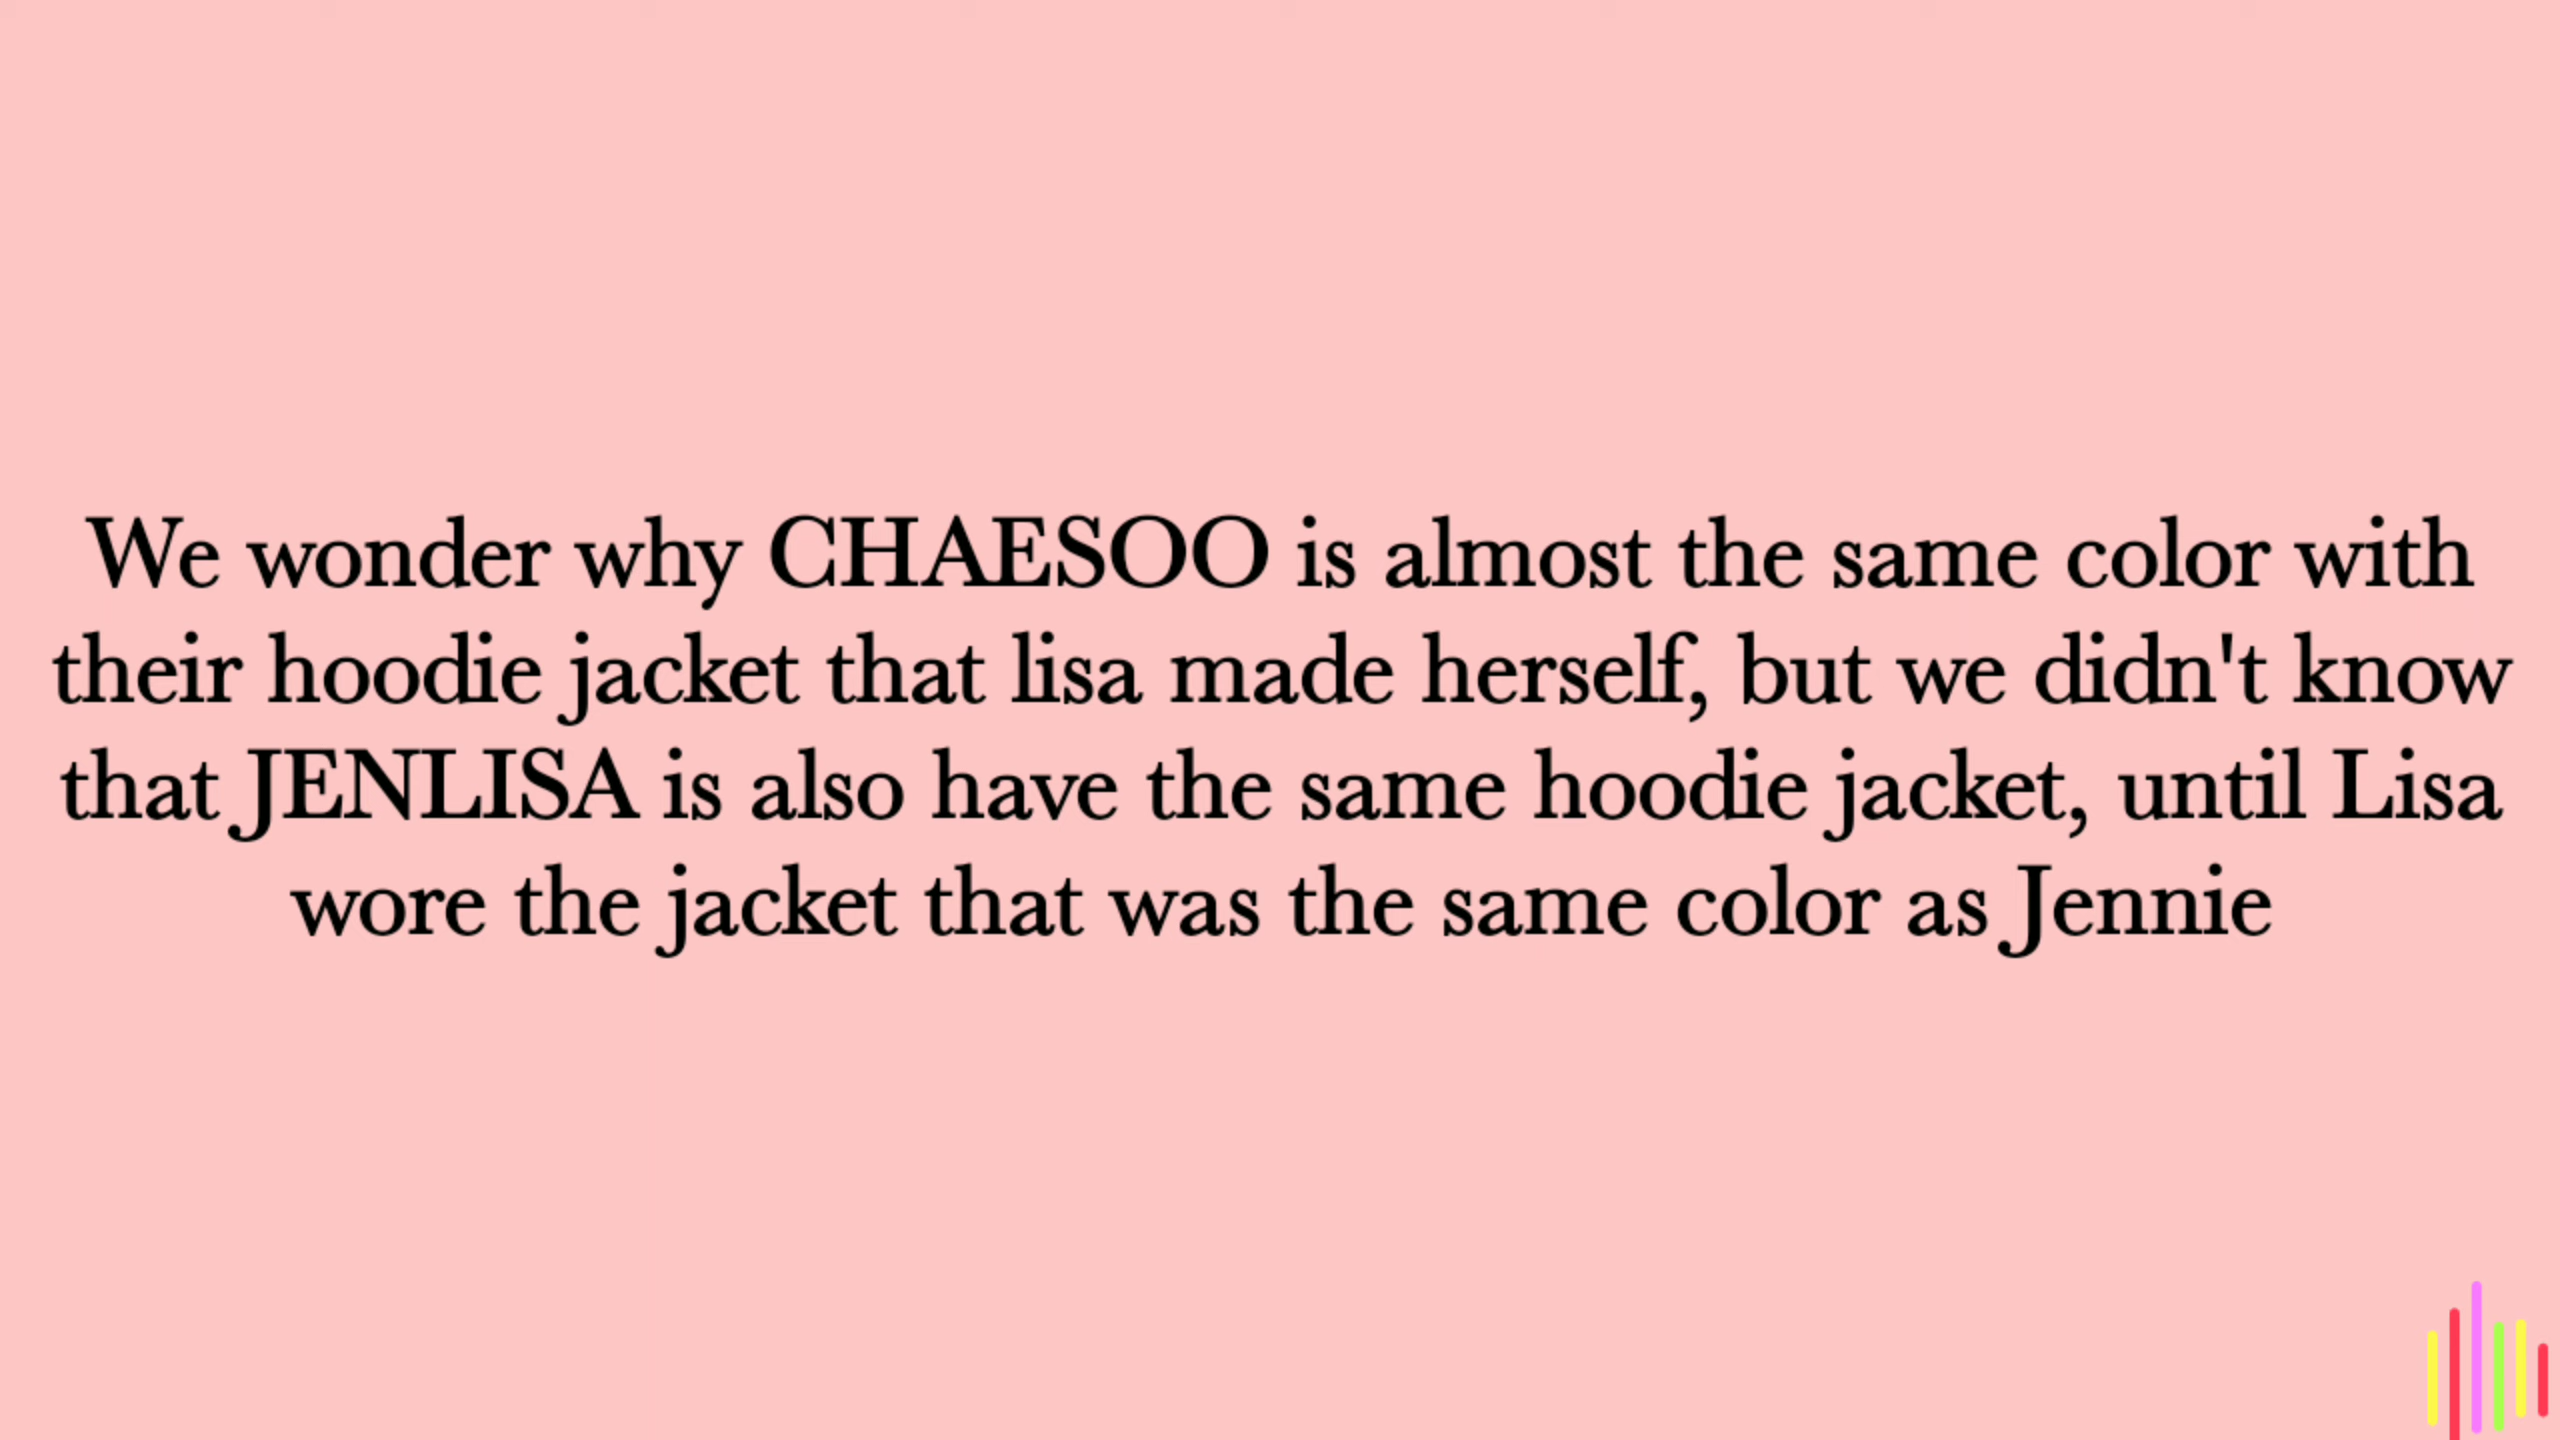 We wonder why CHAESOO is almost the same color with
their hoodie jacket that lisa made herself, but we didn't know
that JENLISA is also have the same hoodie jacket, until Lisa
wore the jacket that was the same color as Jennie